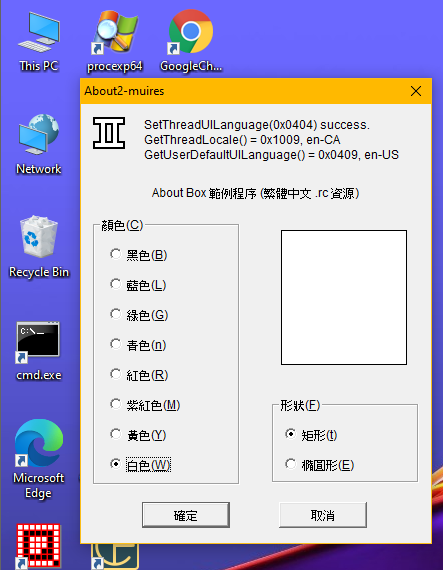 This PC
procexp64
GoogleCh...
Network
Recycle Bin
C:\_
cmd.exe
Microsoft
Edge
About2-muires
SetThreadUILanguage(0x0404) success.
GetThreadLocale() = 0x1009, en-CA
GetUserDefaultUILanguage() = 0x0409, en-US
About Box 範例程序 (繁體中文 .rc 資源)
顏色(C)
黑色(B)
藍色(L)
綠色(G)
青色(n)
紅色(R)
紫紅色(M)
黃色(Y)
白色(W)
形狀(F)
矩形(t)
橢圓形(E)
確定
取消